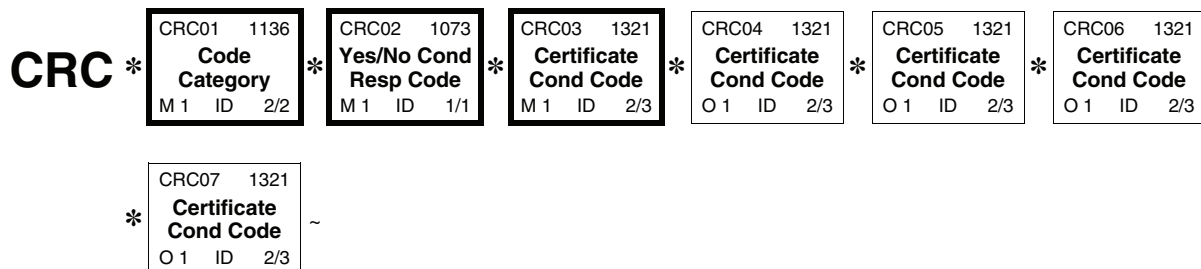 CRC01 1136 CRC02 1073 CRC03 1321 CRC04 1321 CRC05 1321 CRC06 1321
Code Yes/No Cond Certificate Certificate Certificate Certificate
CRC * Category * Resp Code * Cond Code * Cond Code * Cond Code * Cond Code
M 1 ID 2/2 M 1 ID 1/1 M 1 ID 2/3 O 1 ID 2/3 O 1 ID 2/3 O 1 ID 2/3
CRC07 1321
Certificate
* Cond Code ~
O 1 ID 2/3